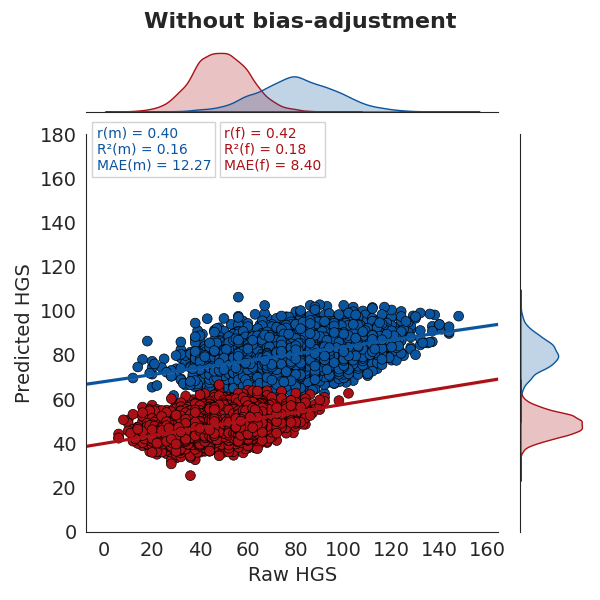 Without bias-adjustment
r(m) = 0.40
R²(m) = 0.16
MAE(m) = 12.27
r(f) = 0.42
R²(f) = 0.18
MAE(f) = 8.40
180
160
140
120
100
80
60
40
20
0
Predicted HGS
0 20 40 60 80 100 120 140 160
Raw HGS